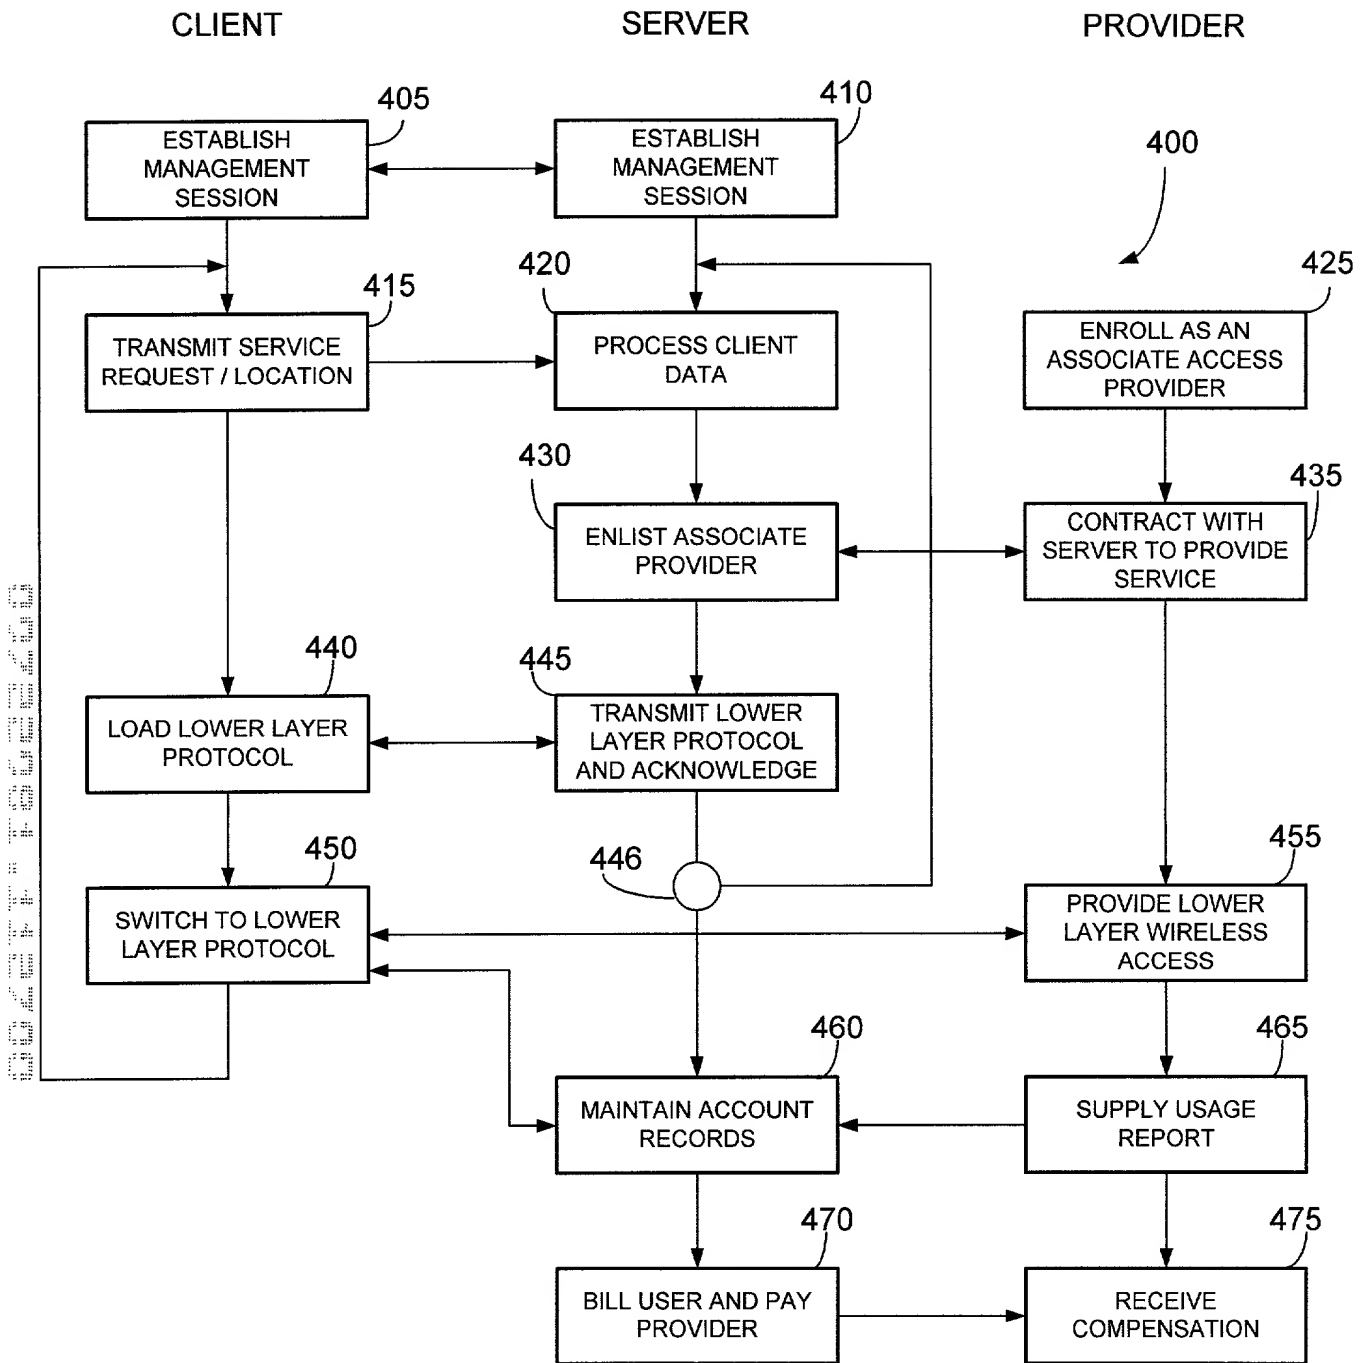 CLIENT
SERVER
PROVIDER
405
410
400
ESTABLISH
MANAGEMENT
SESSION
ESTABLISH
MANAGEMENT
SESSION
415
420
425
TRANSMIT SERVICE
REQUEST / LOCATION
PROCESS CLIENT
DATA
ENROLL AS AN
ASSOCIATE ACCESS
PROVIDER
430
435
ENLIST ASSOCIATE
PROVIDER
CONTRACT WITH
SERVER TO PROVIDE
SERVICE
440
445
LOAD LOWER LAYER
PROTOCOL
TRANSMIT LOWER
LAYER PROTOCOL
AND ACKNOWLEDGE
450
446
455
SWITCH TO LOWER
LAYER PROTOCOL
PROVIDE LOWER
LAYER WIRELESS
ACCESS
460
465
MAINTAIN ACCOUNT
RECORDS
SUPPLY USAGE
REPORT
470
475
BILL USER AND PAY
PROVIDER
RECEIVE
COMPENSATION